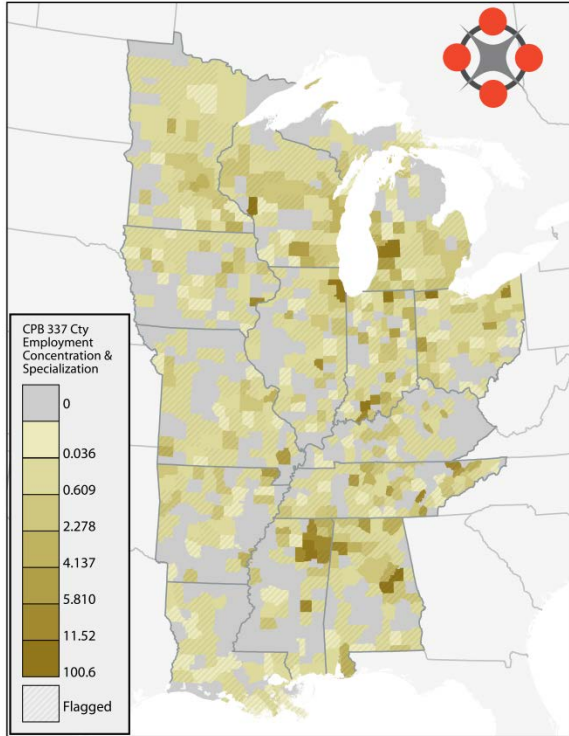 CPB 337 Cty
Employment
Concentration &
Specialization
0
0.036
0.609
2.278
4.137
5.810
11.52
100.6
Flagged